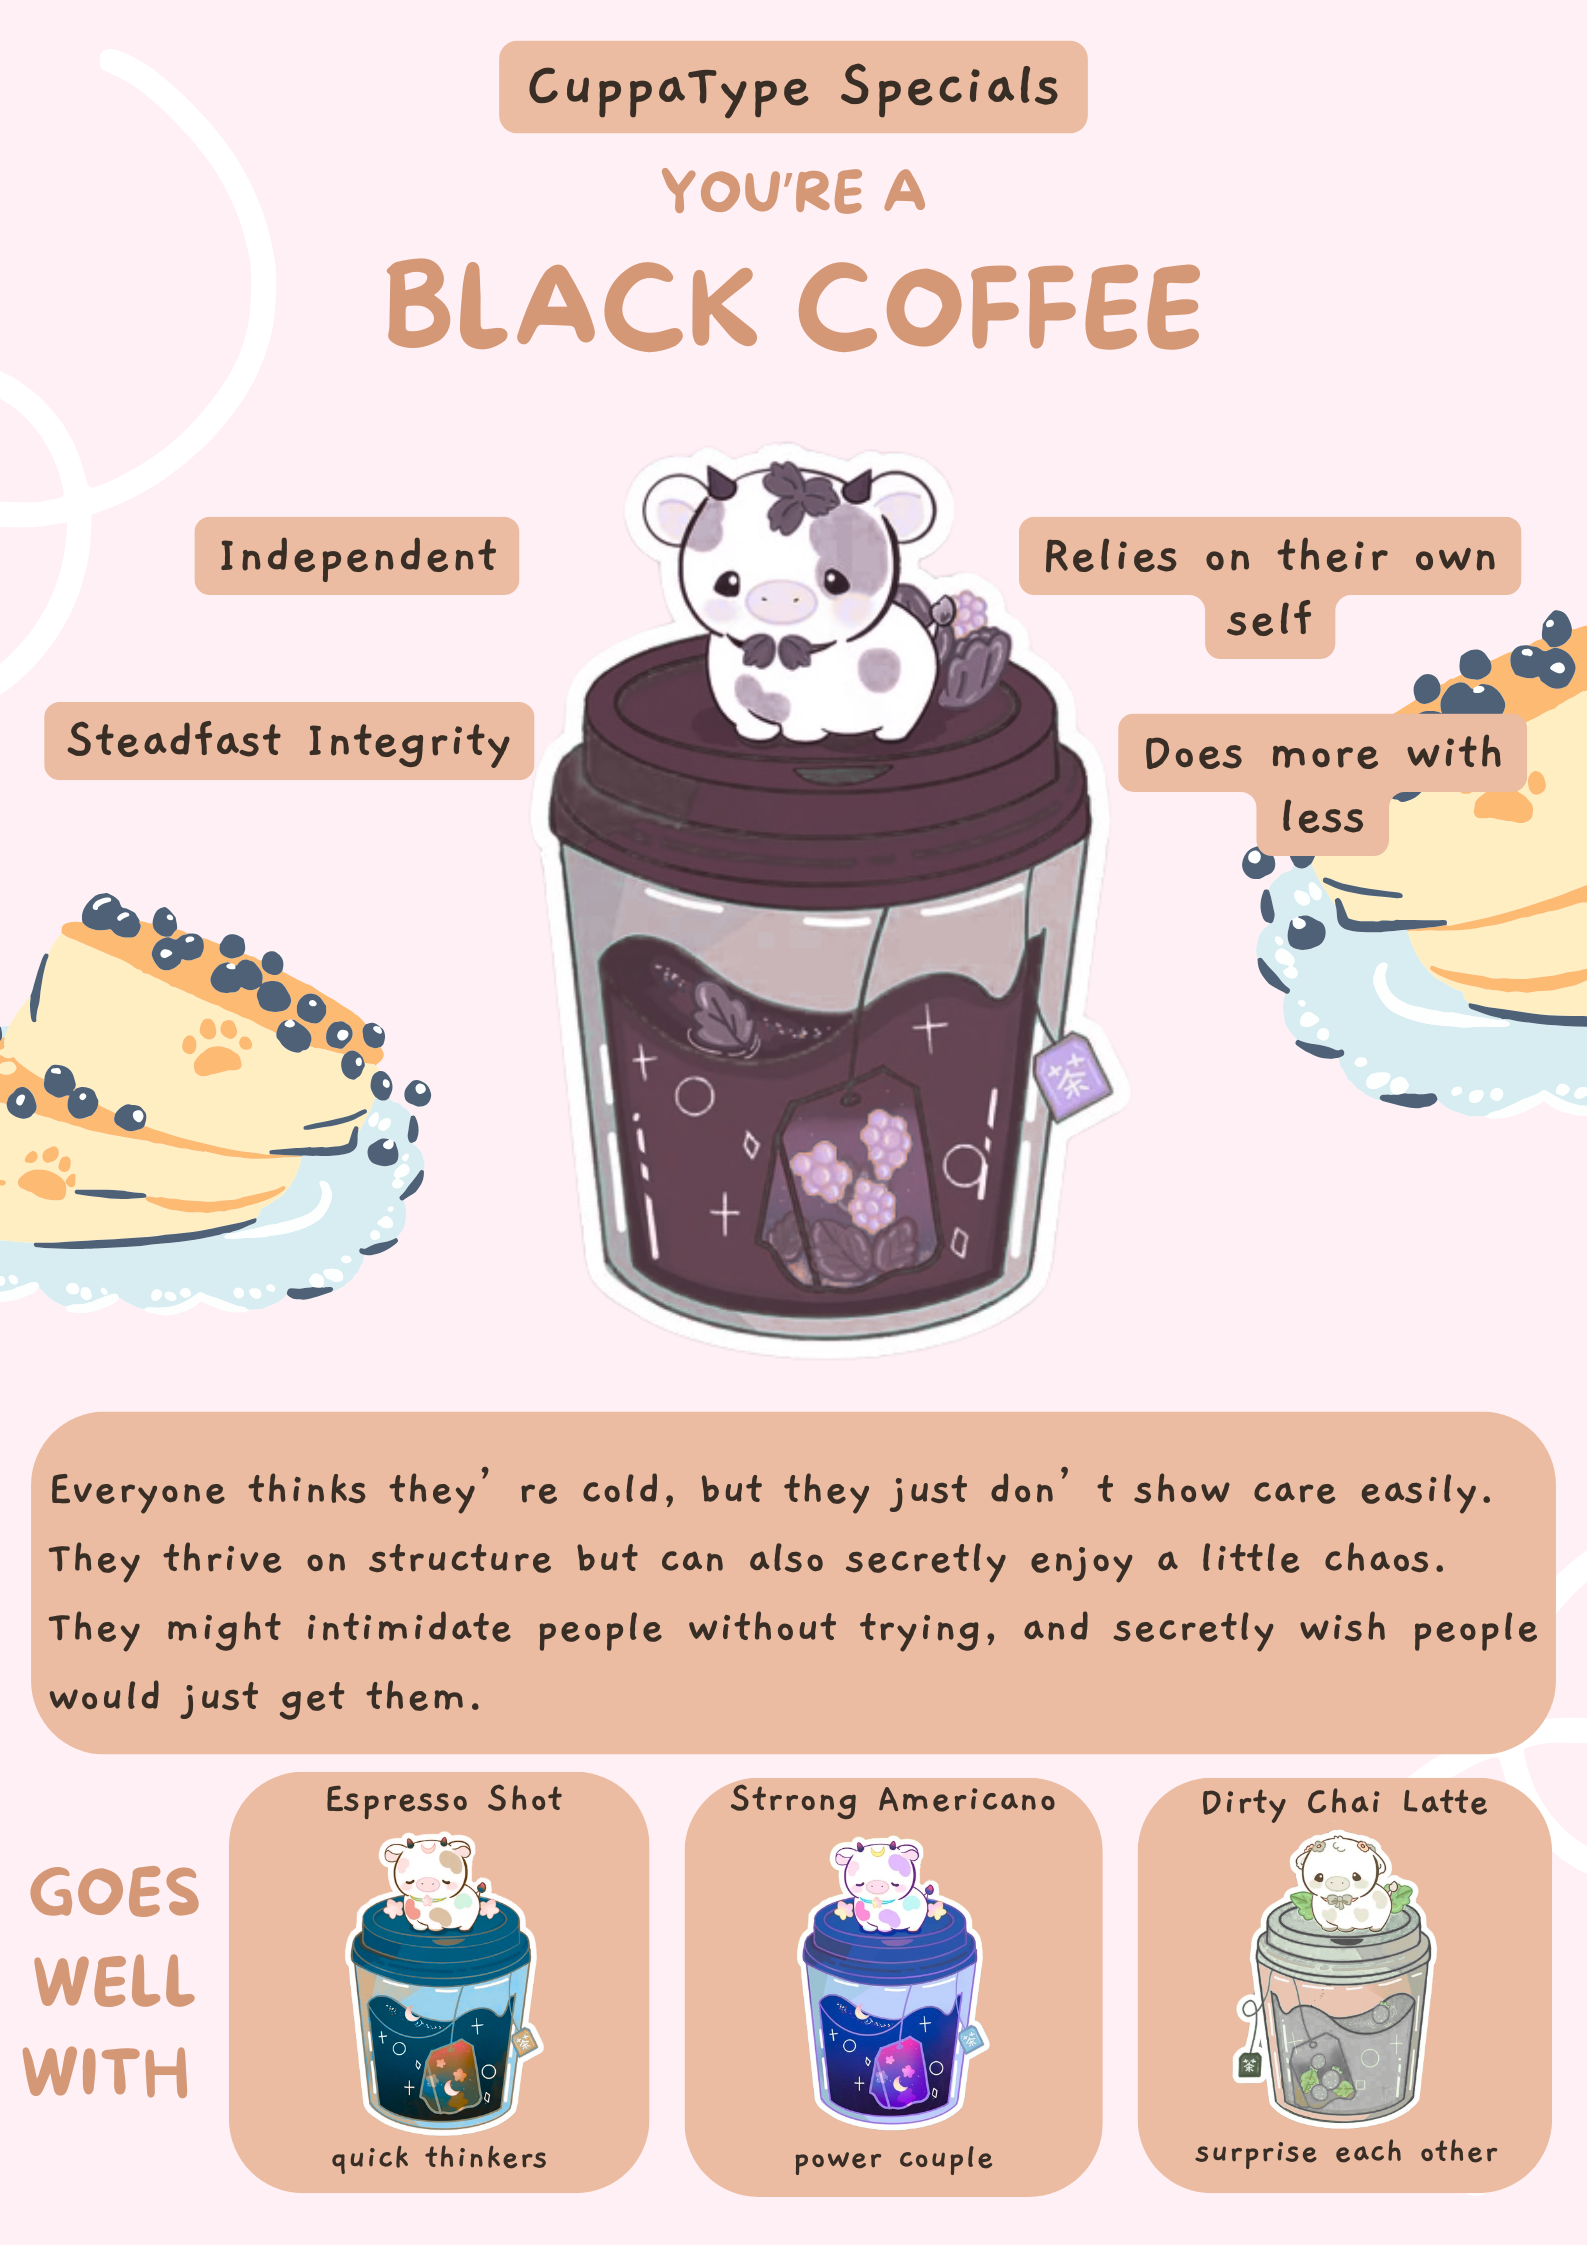 CuppaType Specials
YOU'RE A
BLACK COFFEE
Independent
Relies on their own
self
Steadfast Integrity
Does more with
less
茶
Everyone thinks they’re cold, but they just don’t show care easily.
They thrive on structure but can also secretly enjoy a little chaos.
They might intimidate people without trying, and secretly wish people
would just get them.
GOES
WELL
WITH
Espresso Shot
茶
quick thinkers
Strrong Americano
茶
power couple
Dirty Chai Latte
茶
surprise each other